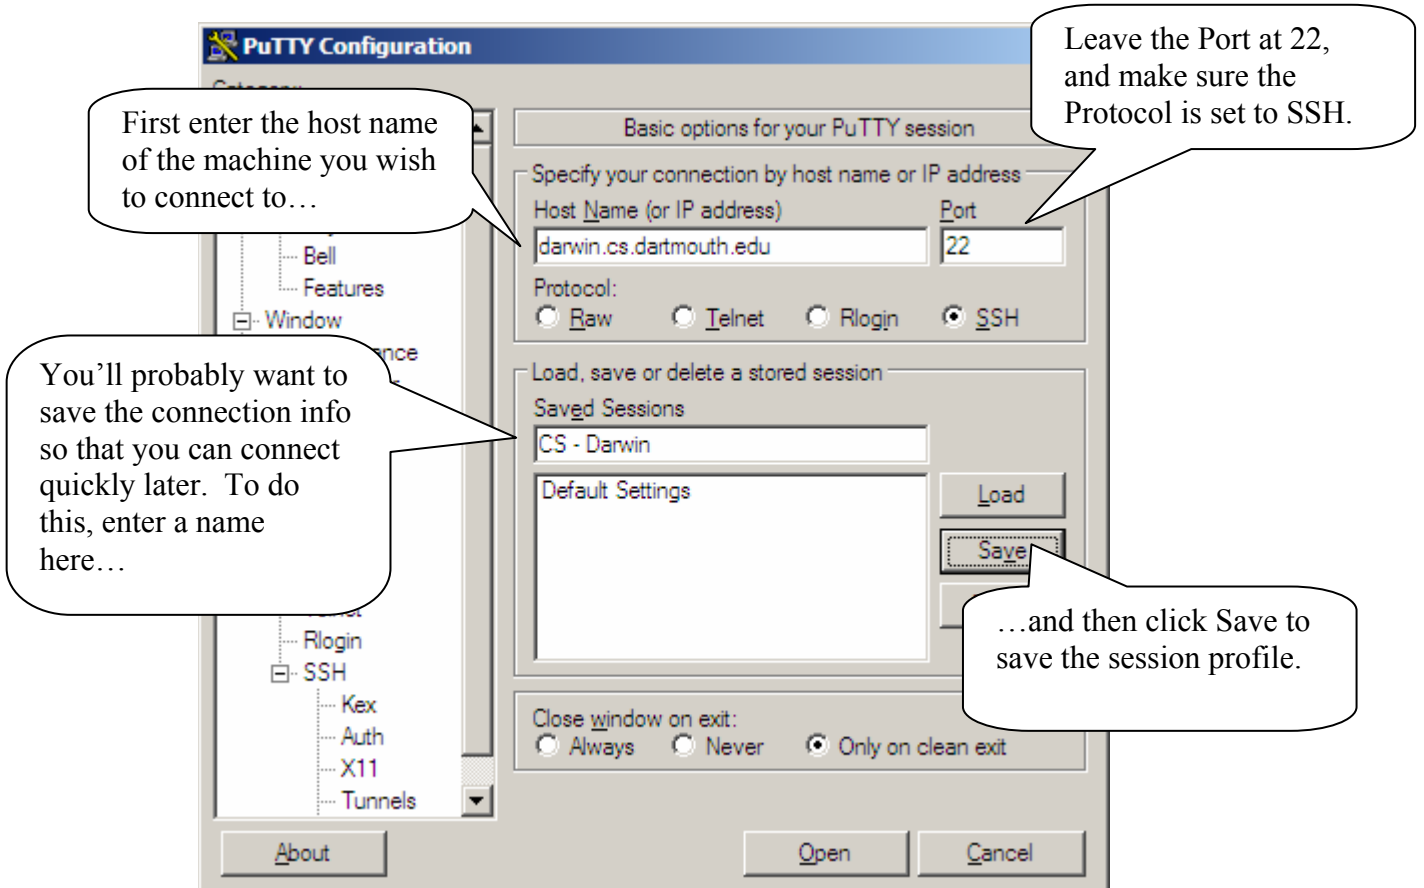 PuTTY Configuration
Leave the Port at 22,
and make sure the
Protocol is set to SSH.
Category:
First enter the host name
of the machine you wish
to connect to…
Basic options for your PuTTY session
Specify your connection by host name or IP address
Host Name (or IP address)
Port
darwin.cs.dartmouth.edu
22
Protocol:
Raw
Telnet
Rlogin
SSH
Bell
Features
Window
You’ll probably want to
save the connection info
so that you can connect
quickly later. To do
this, enter a name
here…
Load, save or delete a stored session
Saved Sessions
CS - Darwin
Default Settings
Load
Save
…and then click Save to
save the session profile.
Rlogin
SSH
Kex
Auth
X11
Tunnels
Close window on exit:
Always
Never
Only on clean exit
About
Open
Cancel